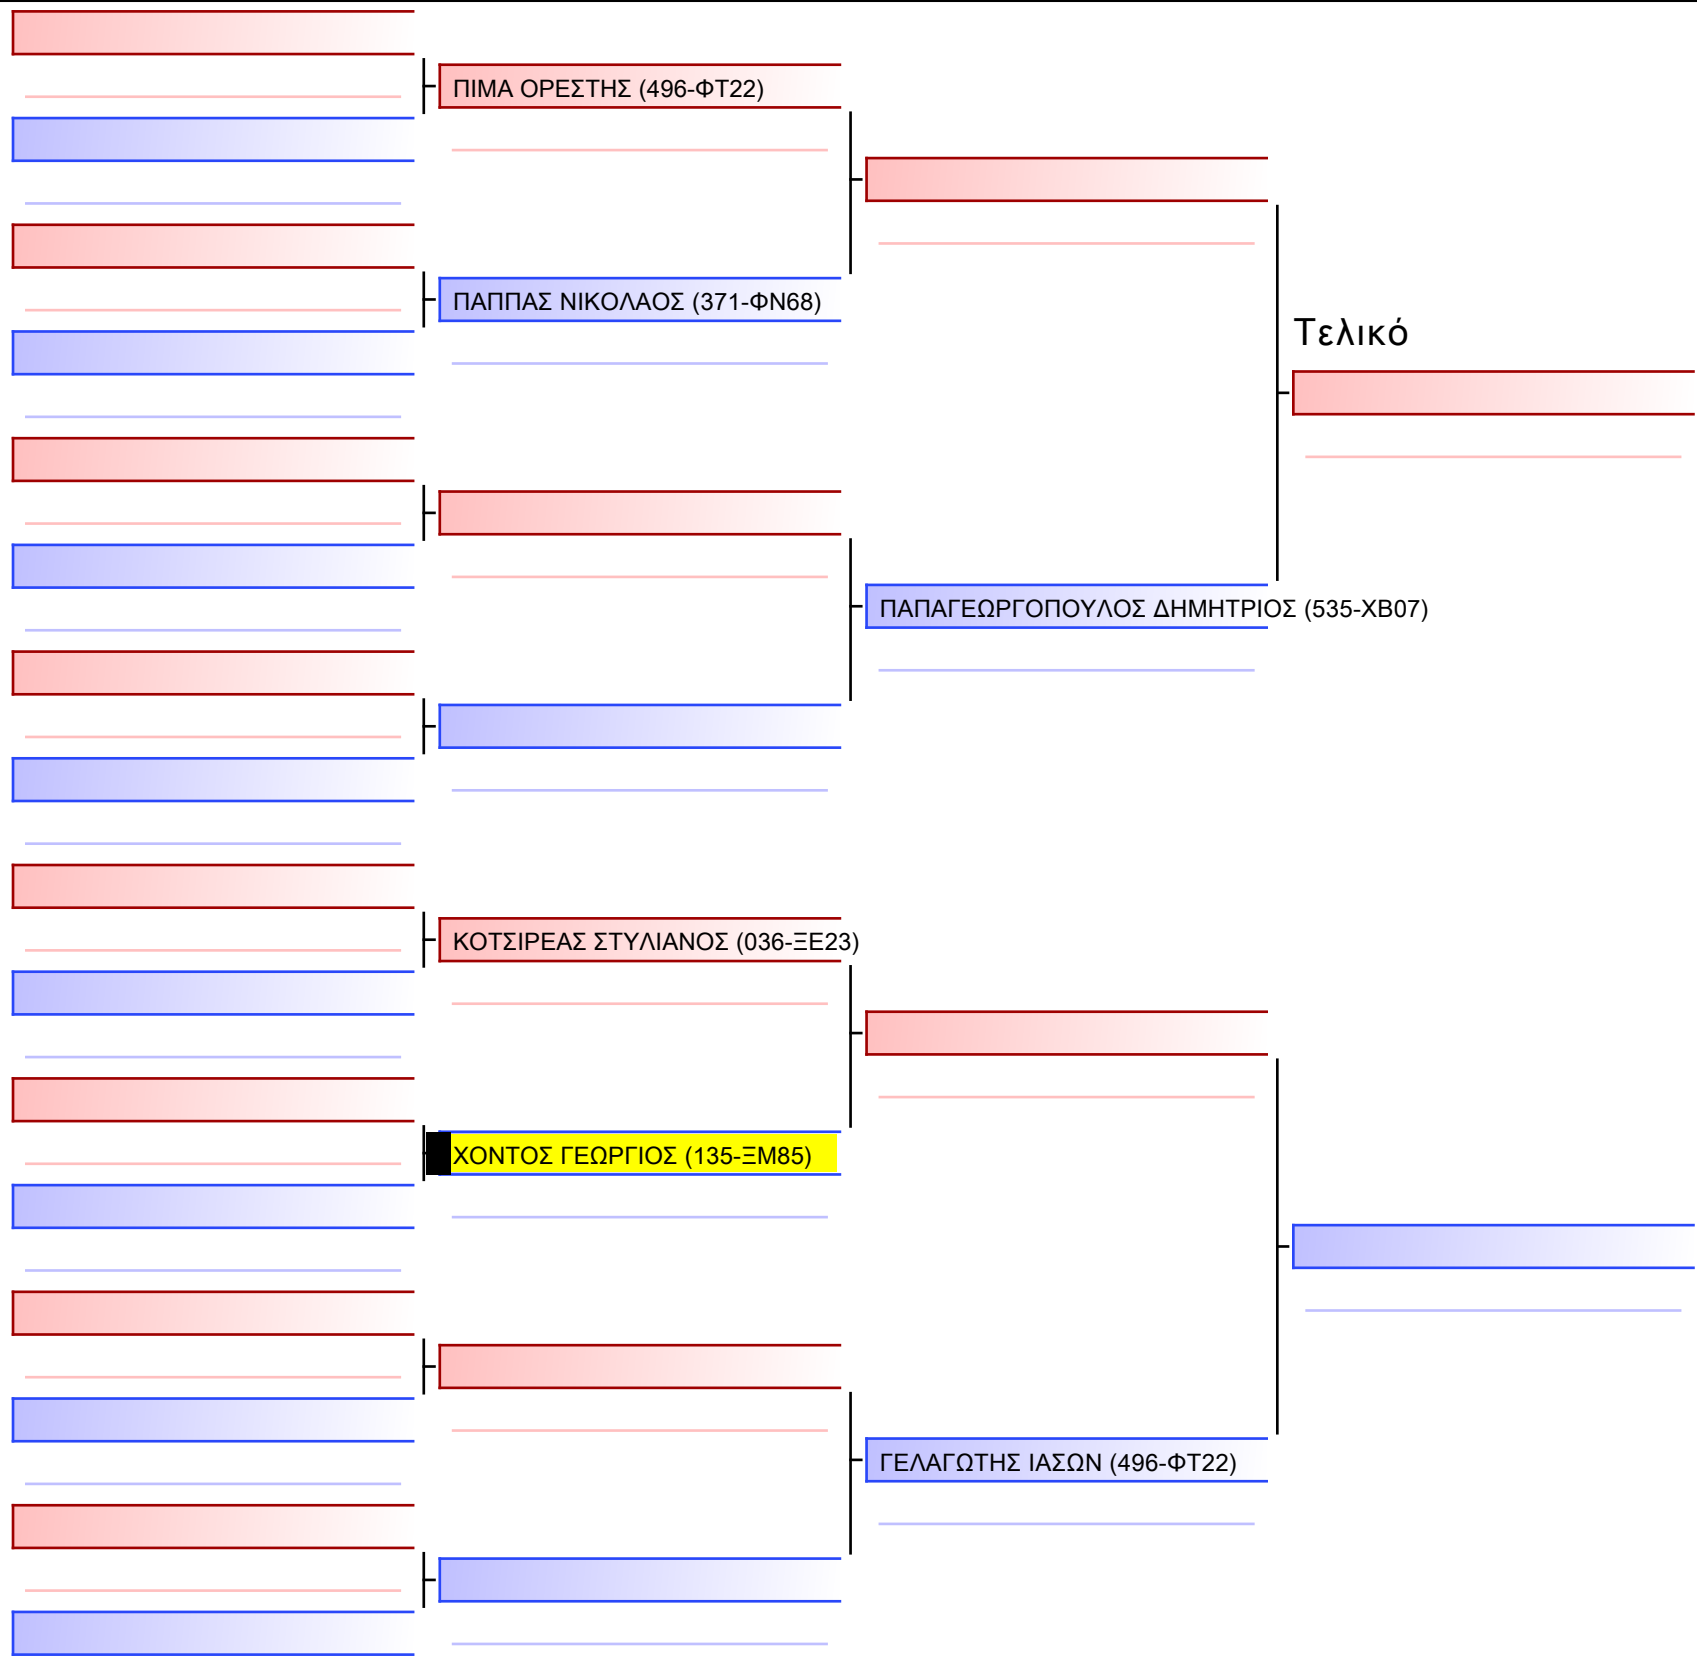 ΠΙΜΑ ΟΡΕΣΤΗΣ (496-ΦΤ22)
ΠΑΠΠΑΣ ΝΙΚΟΛΑΟΣ (371-ΦΝ68)
Τελικό
ΠΑΠΑΓΕΩΡΓΟΠΟΥΛΟΣ ΔΗΜΗΤΡΙΟΣ (535-ΧΒ07)
ΚΟΤΣΙΡΕΑΣ ΣΤΥΛΙΑΝΟΣ (036-ΞΕ23)
ΧΟΝΤΟΣ ΓΕΩΡΓΙΟΣ (135-ΞΜ85)
ΓΕΛΑΓΩΤΗΣ ΙΑΣΩΝ (496-ΦΤ22)